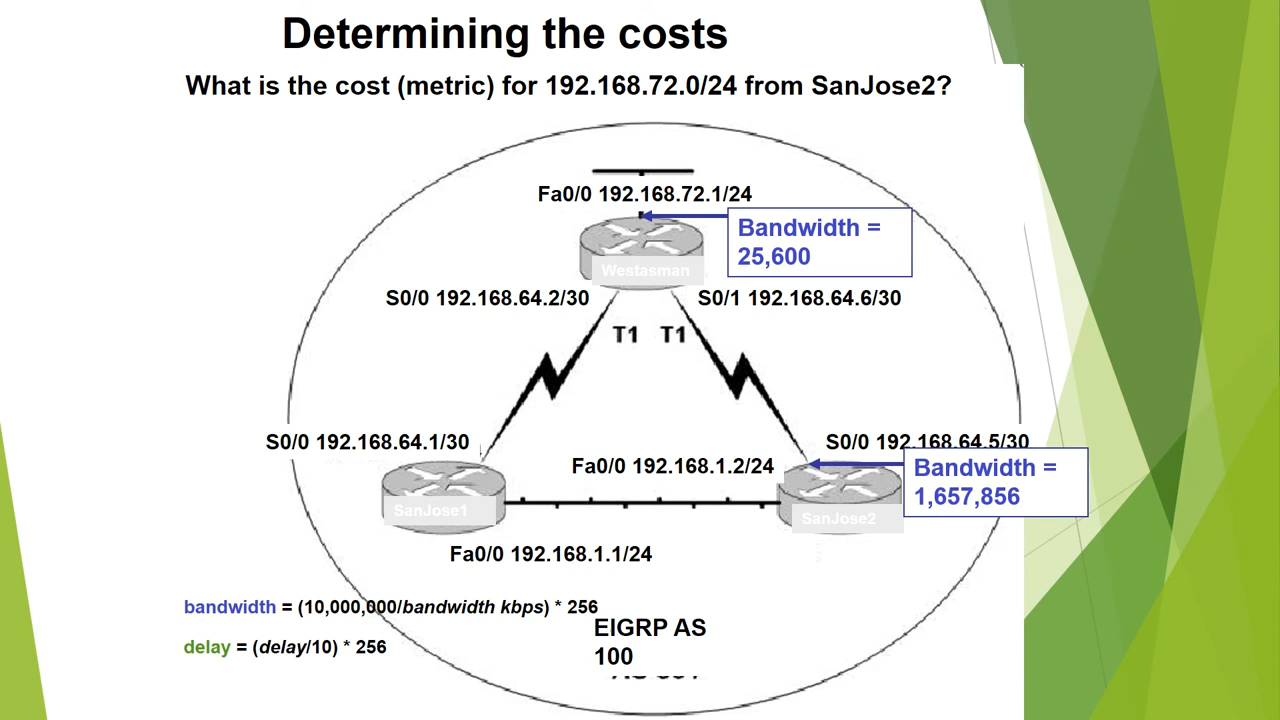 Determining the costs
What is the cost (metric) for 192.168.72.0/24 from SanJose2?
Fa0/0 192.168.72.1/24
Bandwidth =
25,600
Westasman
S0/0 192.168.64.2/30
S0/1 192.168.64.6/30
T1 T1
S0/0 192.168.64.1/30
S0/0 192.168.64.5/30
Fa0/0 192.168.1.2/24
Bandwidth =
1,657,856
SanJose1
SanJose2
Fa0/0 192.168.1.1/24
bandwidth = (10,000,000/bandwidth kbps) * 256
EIGRP AS
100
delay = (delay/10) * 256